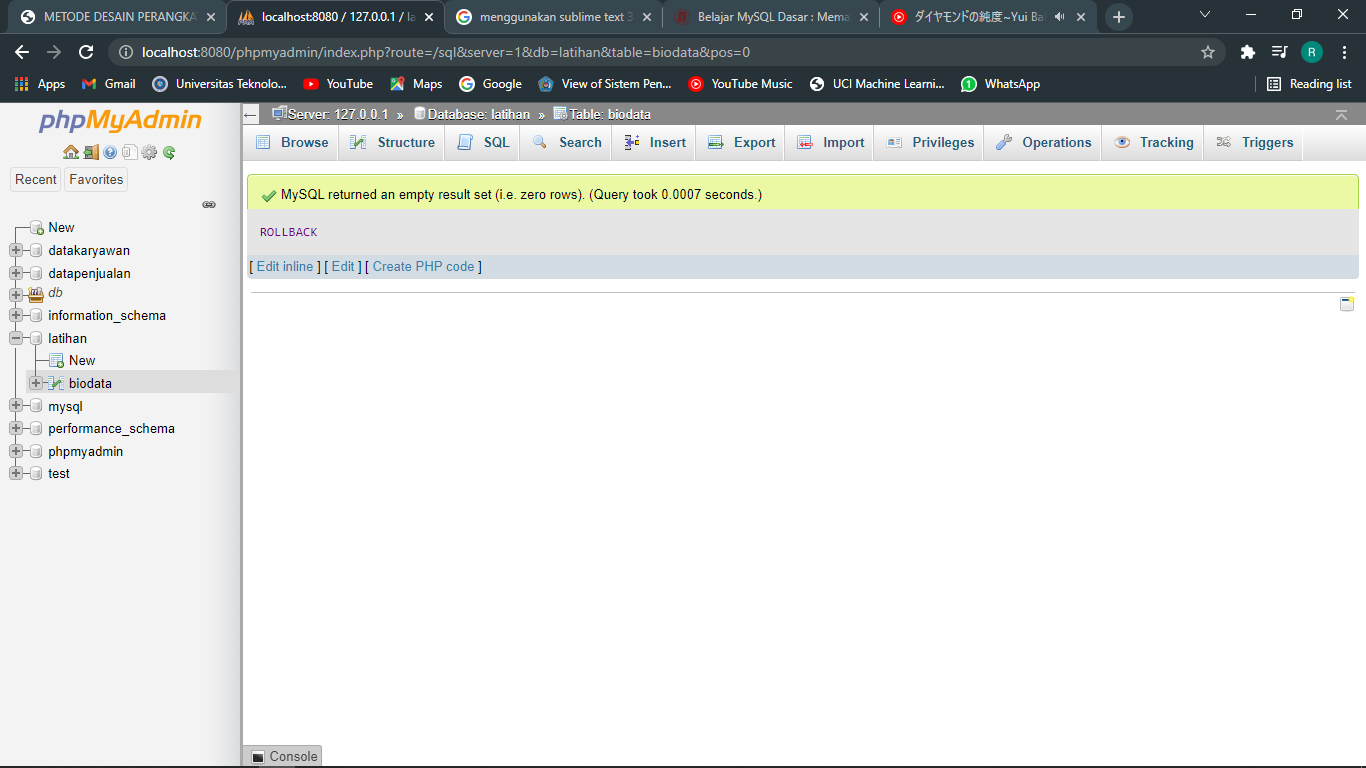 METODE DESAIN PERANGKA
localhost:8080 / 127.0.0.1 / la
menggunakan sublime text 3
Belajar MySQL Dasar : Mema
ダイヤモンドの純度~Yui Ba
localhost:8080/phpmyadmin/index.php?route=/sql&server=1&db=latihan&table=biodata&pos=0
R
Apps
Gmail
Universitas Teknolo...
YouTube
Maps
Google
View of Sistem Pen...
YouTube Music
UCI Machine Learni...
WhatsApp
Reading list
phpMyAdmin
Recent
Favorites
New
datakaryawan
datapenjualan
db
information_schema
latihan
New
biodata
mysql
performance_schema
phpmyadmin
test
Server: 127.0.0.1 » Database: latihan » Table: biodata
Browse
Structure
SQL
Search
Insert
Export
Import
Privileges
Operations
Tracking
Triggers
MySQL returned an empty result set (i.e. zero rows). (Query took 0.0007 seconds.)
ROLLBACK
[ Edit inline ] [ Edit ] [ Create PHP code ]
Console